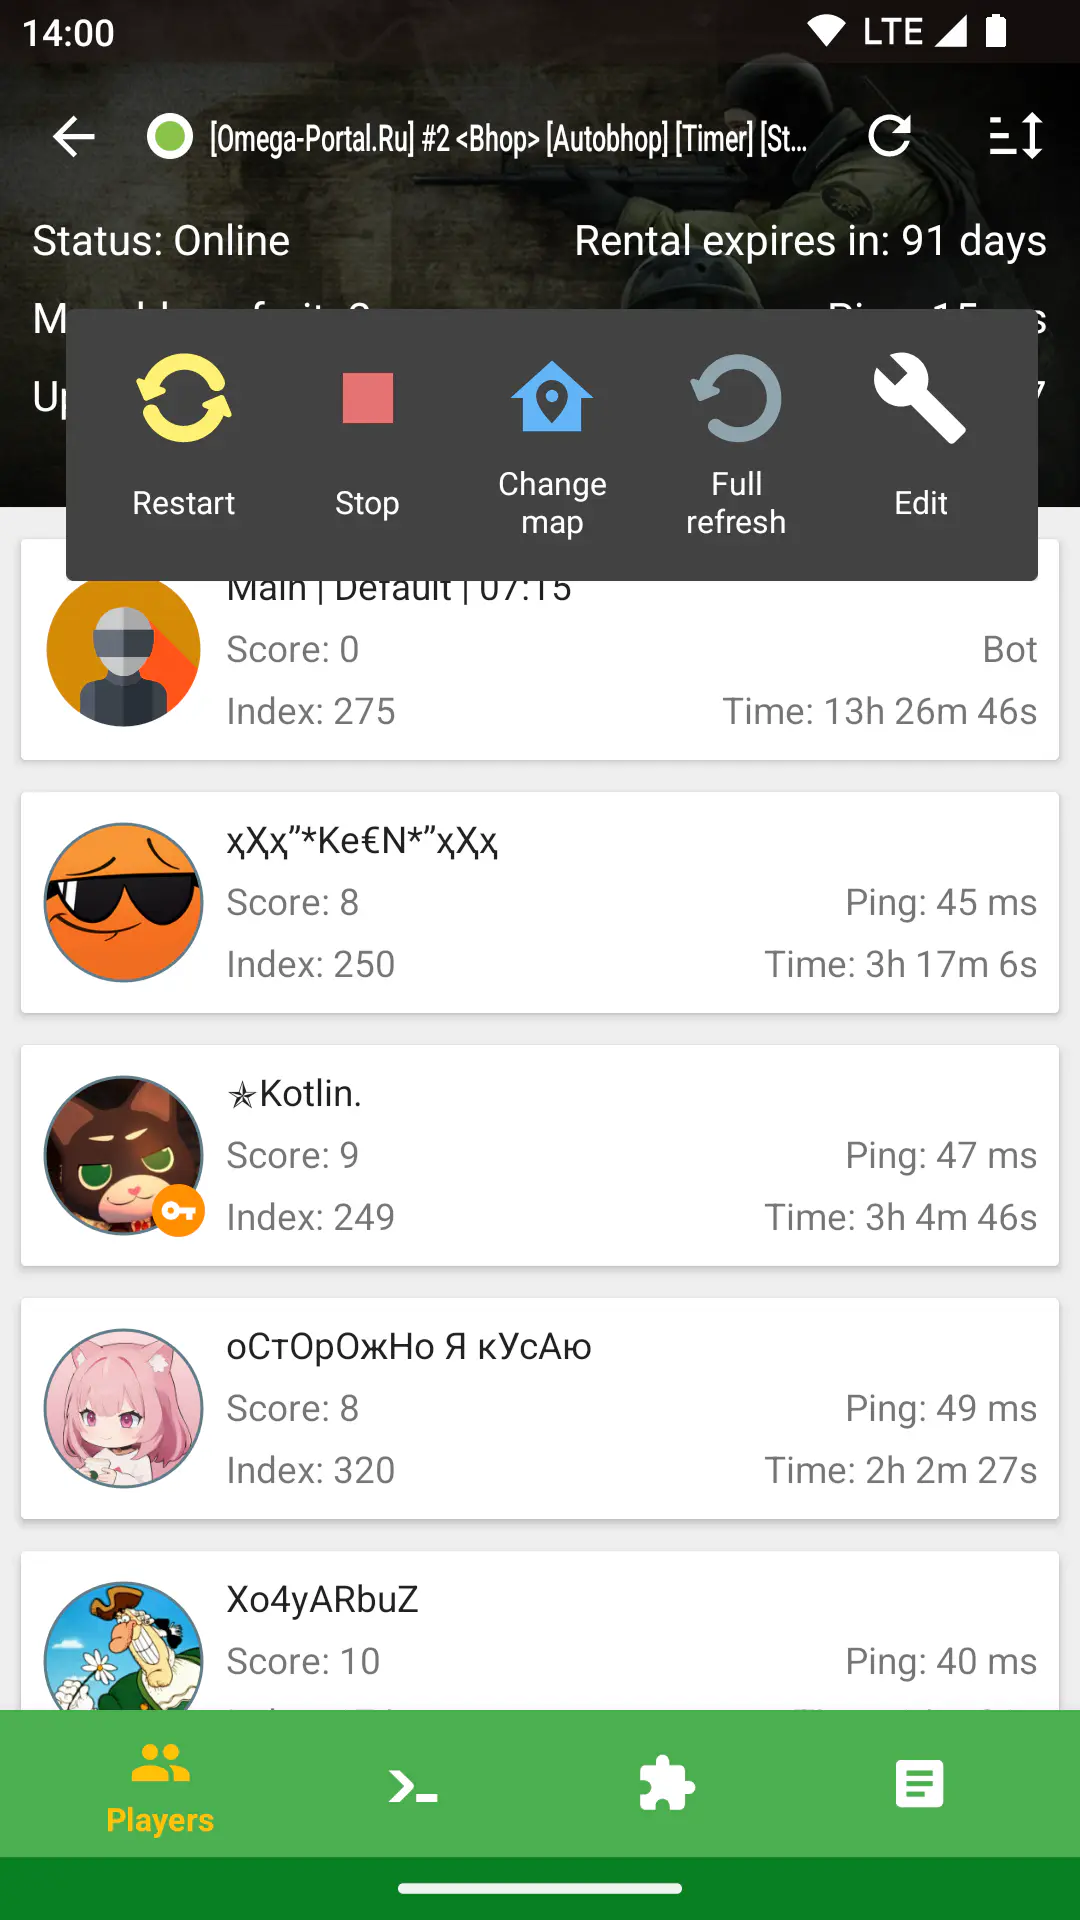 14:00
LTE
[Omega-Portal.Ru] #2 <Bhop> [Autobhop] [Timer] [St...
Status: Online
Rental expires in: 91 days
Restart
Stop
Change
map
Full
refresh
Edit
Main | Default | 07:15
Score: 0
Bot
Index: 275
Time: 13h 26m 46s
ҳҲҳ”*Ke€N*”ҳҲҳ
Score: 8
Ping: 45 ms
Index: 250
Time: 3h 17m 6s
✯Kotlin.
Score: 9
Ping: 47 ms
Index: 249
Time: 3h 4m 46s
оСтОрОжНо Я кУсАю
Score: 8
Ping: 49 ms
Index: 320
Time: 2h 2m 27s
Xo4yARbuZ
Score: 10
Ping: 40 ms
Players